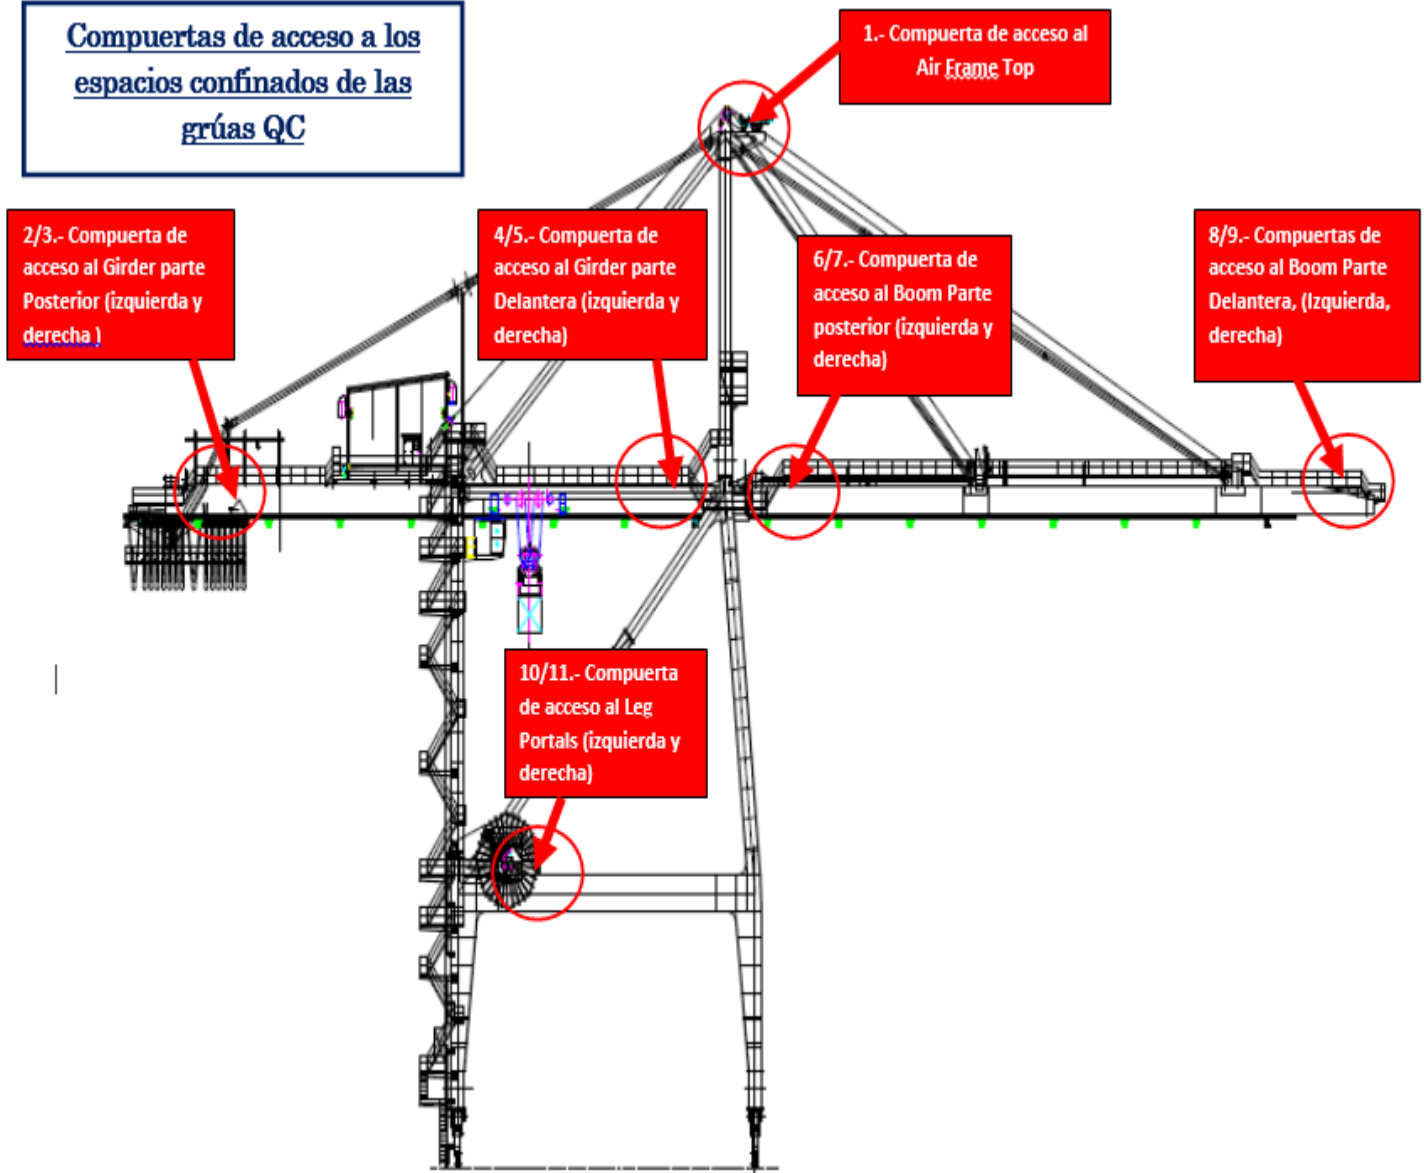 Compuertas de acceso a los
espacios confinados de las
grúas QC
1.- Compuerta de acceso al
Air Frame Top
2/3.- Compuerta de
acceso al Girder parte
Posterior (izquierda y
derecha )
4/5.- Compuerta de
acceso al Girder parte
Delantera (izquierda y
derecha)
6/7.- Compuerta de
acceso al Boom Parte
posterior (izquierda y
derecha)
8/9.- Compuertas de
acceso al Boom Parte
Delantera, (Izquierda,
derecha)
10/11.- Compuerta
de acceso al Leg
Portals (izquierda y
derecha)